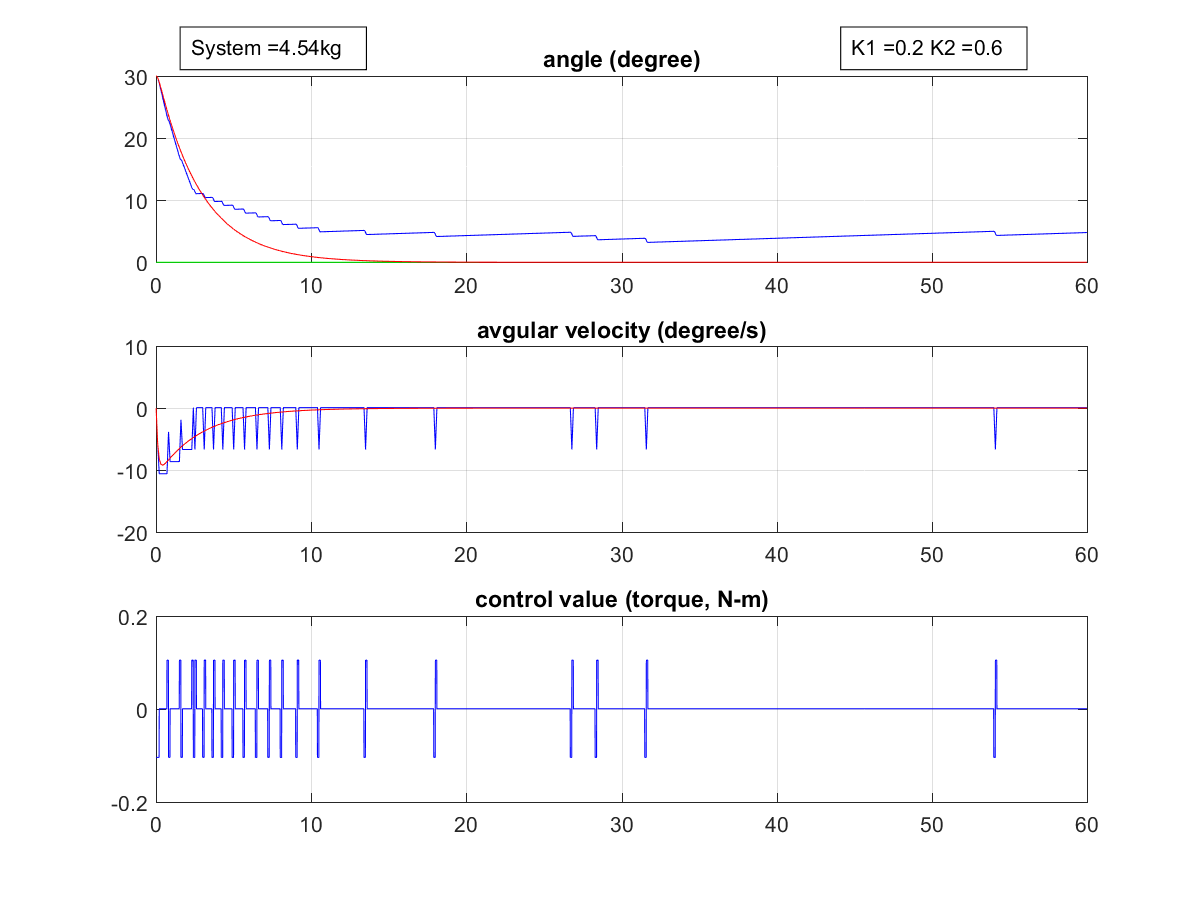 System =4.54kg
K1 =0.2 K2 =0.6
angle (degree)
30
20
10
0
0 10 20 30 40 50 60
avgular velocity (degree/s)
10
0
-10
-20
0 10 20 30 40 50 60
control value (torque, N-m)
0.2
0
-0.2
0 10 20 30 40 50 60